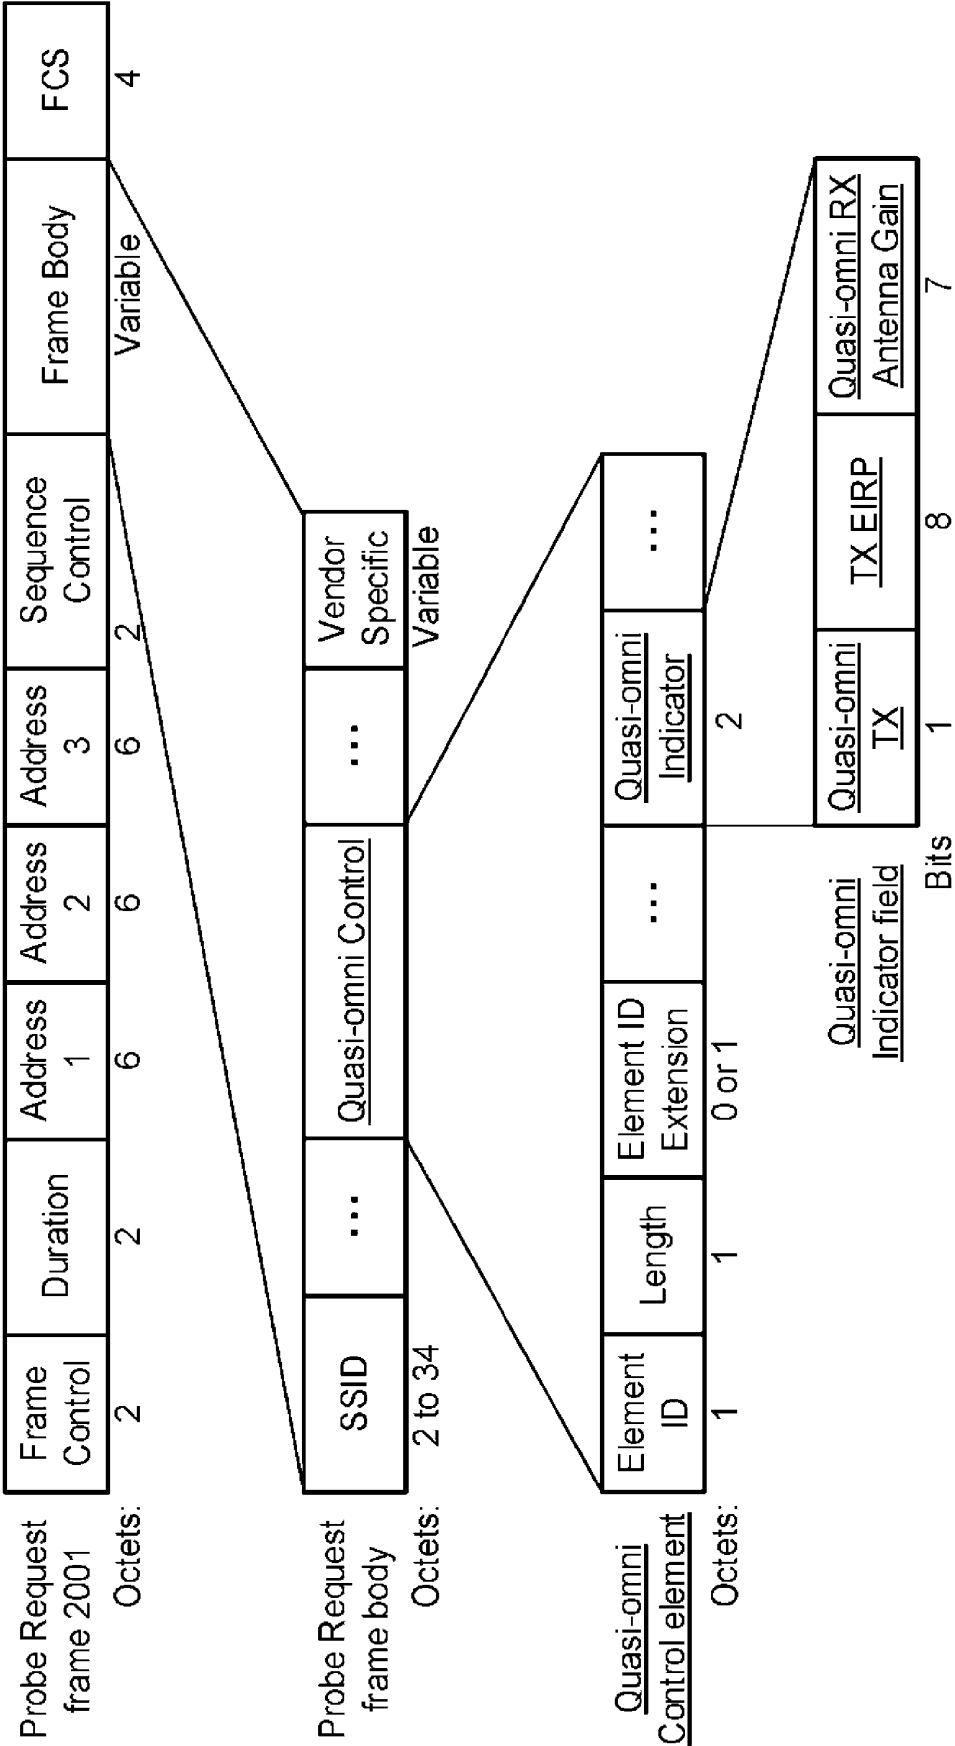 Probe Request
frame 2001
Frame
Control
Duration
Address
1
Address
2
Address
3
Sequence
Control
Frame Body
FCS
Octets:
2
2
6
6
6
2
Variable
4
Probe Request
frame body
SSID
...
Quasi-omni Control
...
Vendor
Specific
Octets:
2 to 34
Variable
Quasi-omni
Control element
Element
ID
Length
Element ID
Extension
...
Quasi-omni
Indicator
...
Octets:
1
1
0 or 1
2
Quasi-omni
Indicator field
Quasi-omni
TX
TX EIRP
Quasi-omni RX
Antenna Gain
Bits
1
8
7